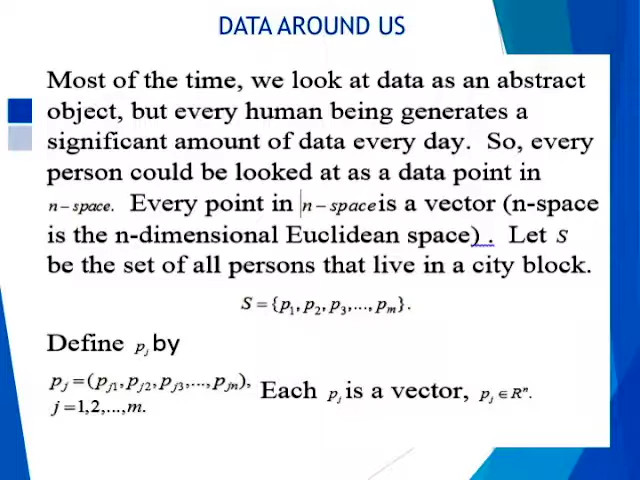 DATA AROUND US
Most of the time, we look at data as an abstract
object, but every human being generates a
significant amount of data every day. So, every
person could be looked at as a data point in
n – space. Every point in n – space is a vector (n-space
is the n-dimensional Euclidean space) . Let S
be the set of all persons that live in a city block.
S = {p₁, p₂, p₃,..., pₘ}.
Define pⱼ by
pⱼ = (pⱼ₁, pⱼ₂, pⱼ₃,..., pⱼₙ), Each pⱼ is a vector, pⱼ ∈ Rⁿ.
j = 1,2,...,m.